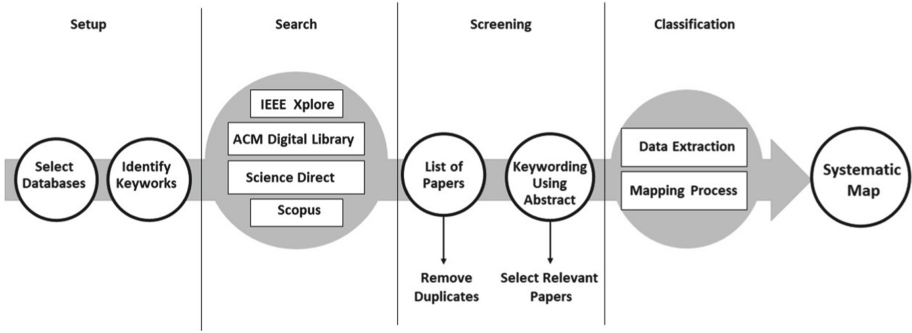 Setup
Search
Screening
Classification
Select
Databases
Identify
Keyworks
IEEE Xplore
ACM Digital Library
Science Direct
Scopus
List of
Papers
Keywording
Using
Abstract
Remove
Duplicates
Select Relevant
Papers
Data Extraction
Mapping Process
Systematic
Map